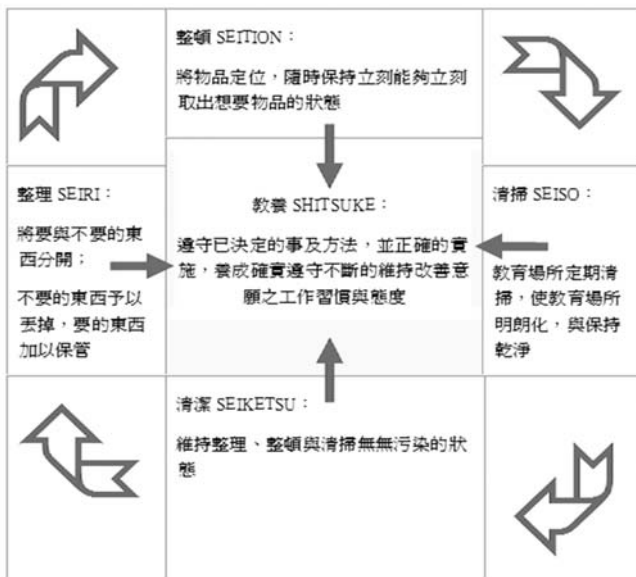 整頓 SEITION：
將物品定位，隨時保持立刻能夠立刻
取出想要物品的狀態
整理 SEIRI：
將要與不要的東
西分開；
不要的東西予以
丟掉，要的東西
加以保管
教養 SHITSUKE：
遵守已決定的事及方法，並正確的實
施，養成確實遵守不斷的維持改善意
願之工作習慣與態度
清掃 SEISO：
教育場所定期清
掃，使教育場所
明朗化，與保持
乾淨
清潔 SEIKETSU：
維持整理、整頓與清掃無無污染的狀
態